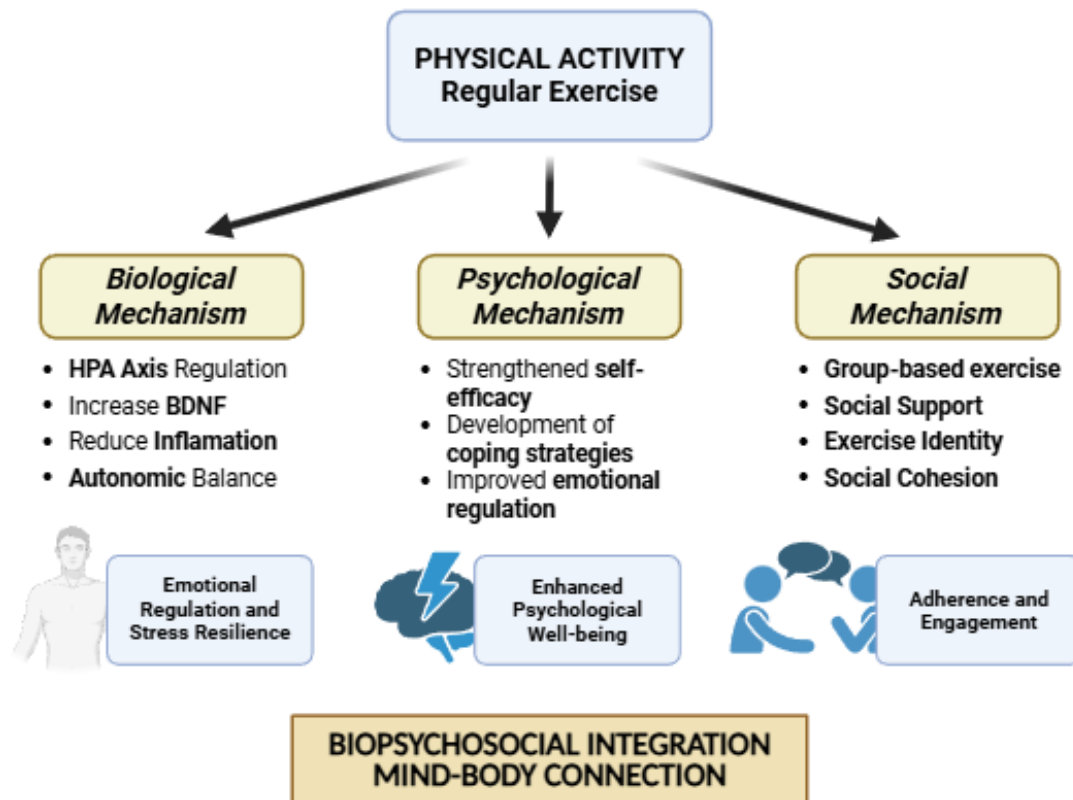 PHYSICAL ACTIVITY
Regular Exercise
Biological
Mechanism
• HPA Axis Regulation
• Increase BDNF
• Reduce Inflamation
• Autonomic Balance
Emotional
Regulation and
Stress Resilience
Psychological
Mechanism
• Strengthened self-
efficacy
• Development of
coping strategies
• Improved emotional
regulation
Enhanced
Psychological
Well-being
Social
Mechanism
• Group-based exercise
• Social Support
• Exercise Identity
• Social Cohesion
Adherence and
Engagement
BIOPSYCHOSOCIAL INTEGRATION
MIND-BODY CONNECTION